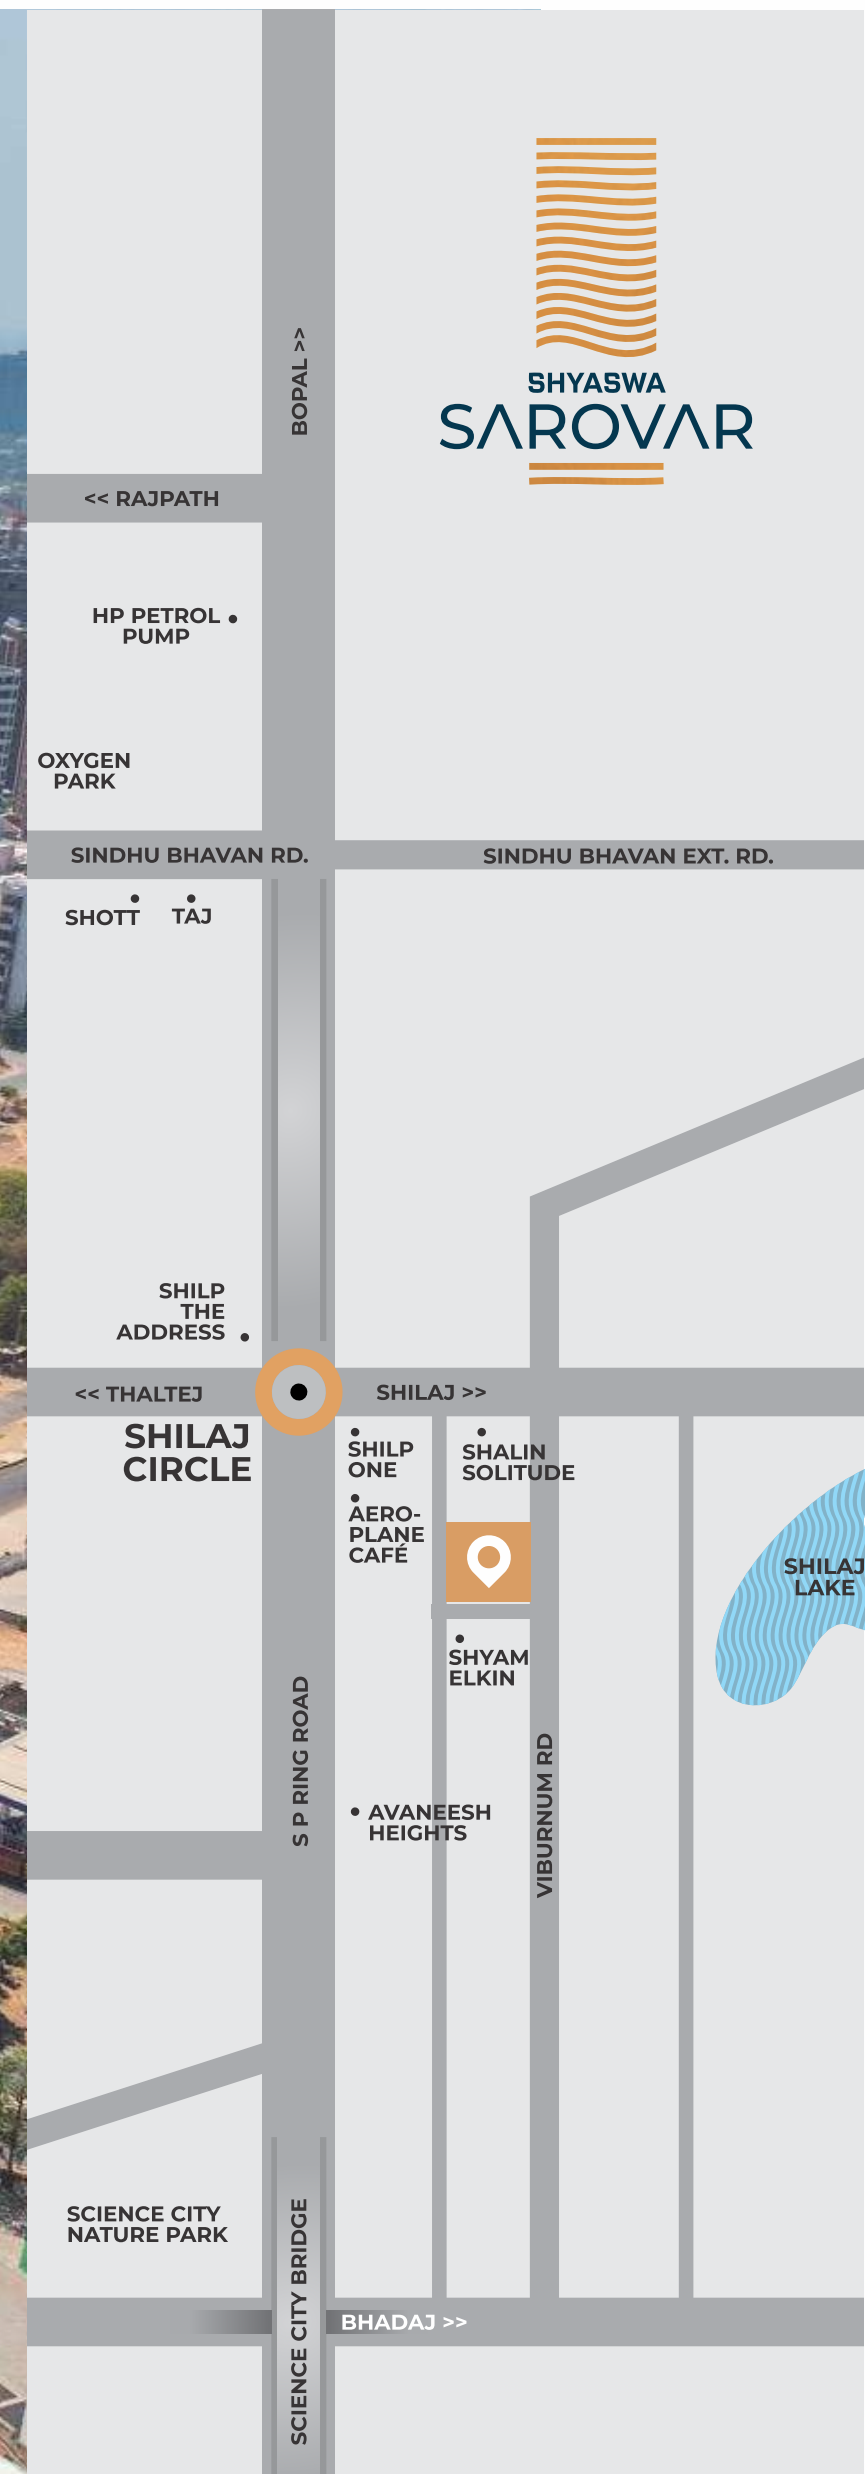 SHYASWA
SAROVAR
BOPAL >>
<< RAJPATH
HP PETROL
PUMP
OXYGEN
PARK
SINDHU BHAVAN RD.
SINDHU BHAVAN EXT. RD.
SHOTT
TAJ
SHILP
THE
ADDRESS
<< THALTEJ
SHILAJ >>
SHILAJ
CIRCLE
SHILP
ONE
SHALIN
SOLITUDE
AERO-
PLANE
CAFÉ
SHILAJ
LAKE
SHYAM
ELKIN
S P RING ROAD
VIBURNUM RD
AVANEESH
HEIGHTS
SCIENCE CITY
NATURE PARK
SCIENCE CITY BRIDGE
BHADAJ >>